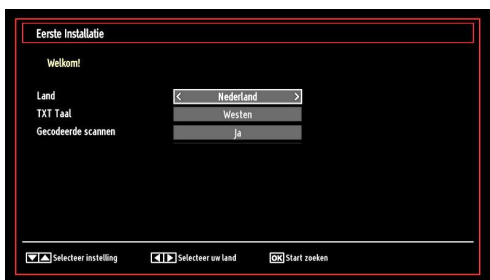 Eerste Installatie
Welkom!
Land < Nederland >
TXT Taal Westen
Gecodeerde scannen Ja
Selecteer instelling Selecteer uw land OK Start zoeken